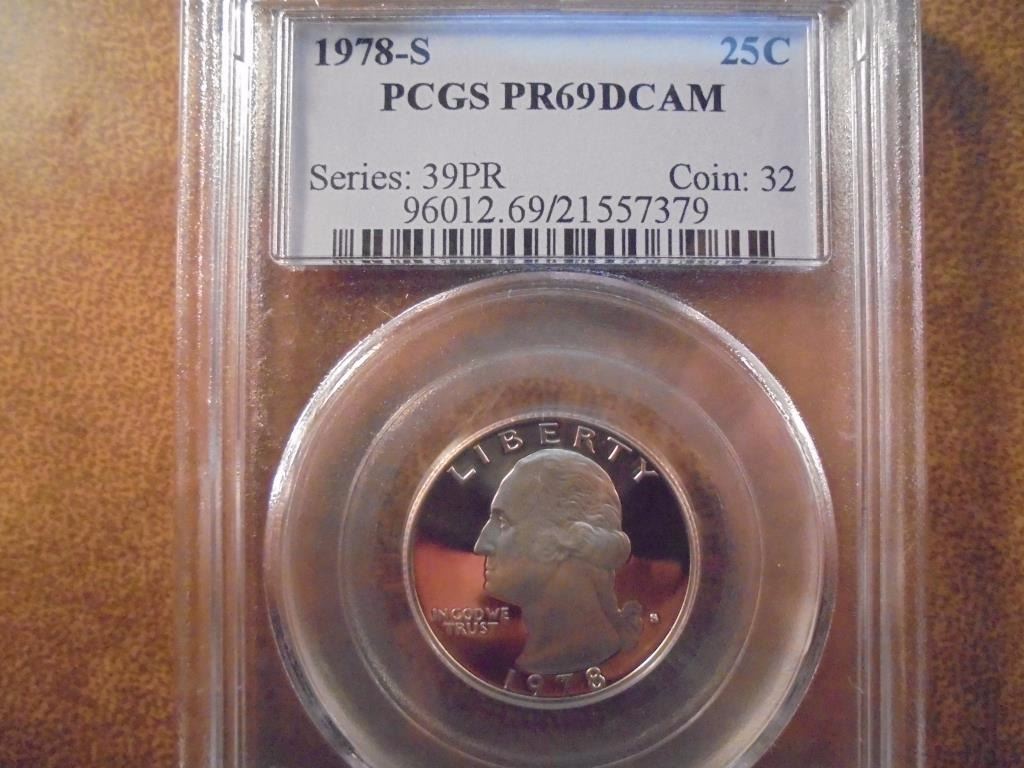 1978-S 25C
PCGS PR69DCAM
Series: 39PR Coin: 32
96012.69/21557379
LIBERTY
IN GOD WE
TRUST
S
1978